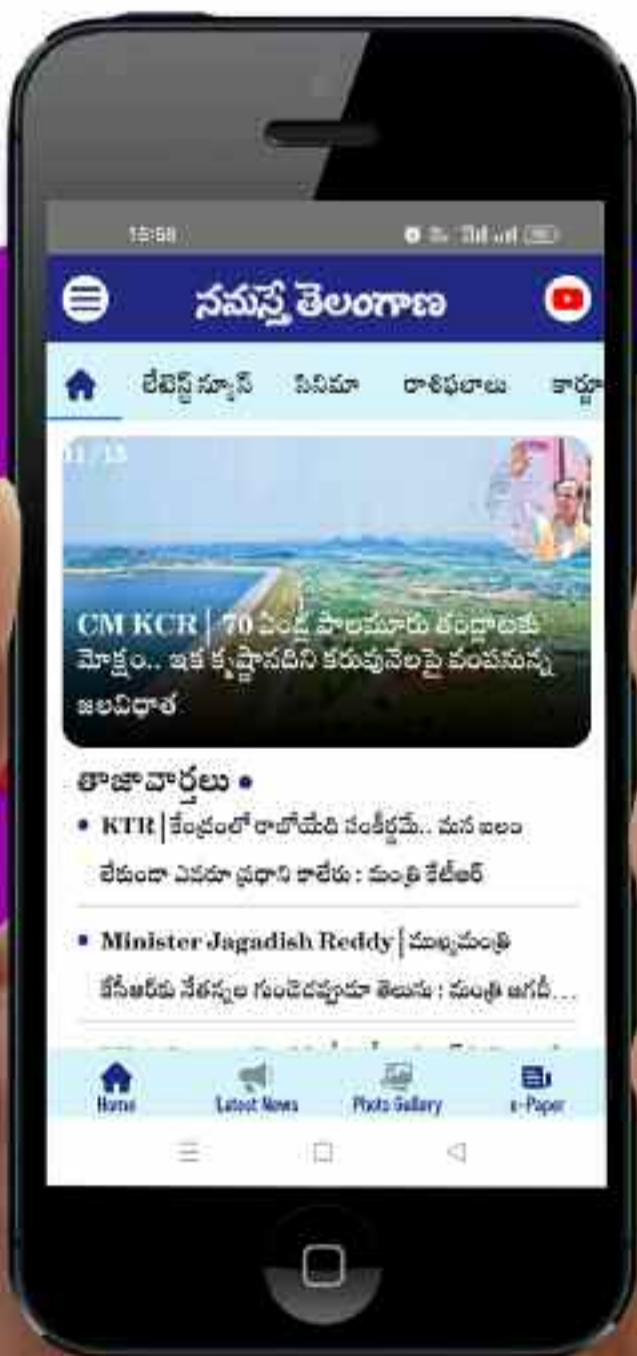 15:58
నమస్తే తెలంగాణ
లేటెస్ట్ న్యూస్ సినిమా రాశిఫలాలు కార్టూ
11/15
CM KCR | 70 ఏండ్ల పాలమూరు తండ్లాటకు
మోక్షం.. ఇక కృష్ణానదిని కరువునేలపై వంపనున్న
జలవిధాత
తాజావార్తలు •
• KTR | కేంద్రంలో రాబోయేది సంకీర్ణమే.. మన బలం
లేకుండా ఎవరూ ప్రధాని కాలేరు : మంత్రి కేటీఆర్
• Minister Jagadish Reddy | ముఖ్యమంత్రి
కేసీఆర్‌కు నేతన్నల గుండెచప్పుడూ తెలుసు : మంత్రి జగదీ...
Home Latest News Photo Gallery e-Paper